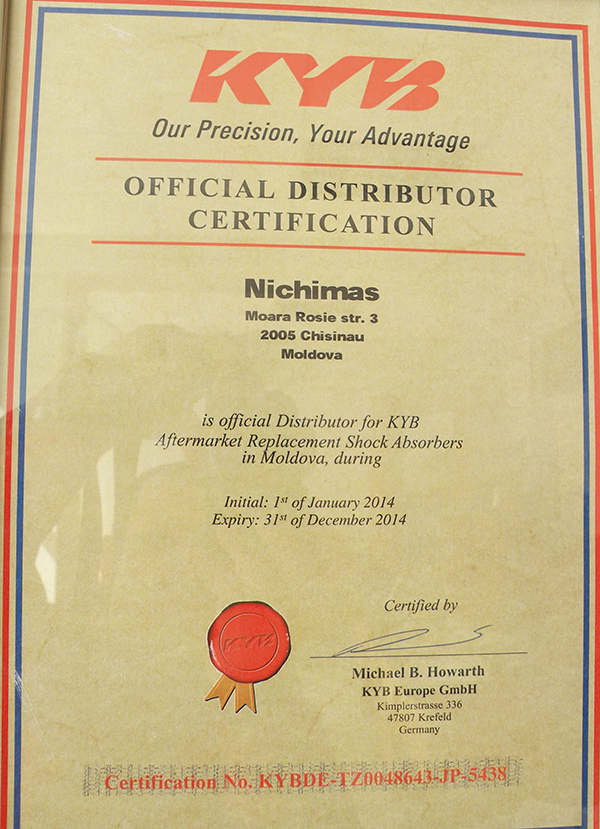 KYB
Our Precision, Your Advantage
OFFICIAL DISTRIBUTOR
CERTIFICATION
Nichimas
Moara Rosie str. 3
2005 Chisinau
Moldova
is official Distributor for KYB
Aftermarket Replacement Shock Absorbers
in Moldova, during
Initial: 1st of January 2014
Expiry: 31st of December 2014
Certified by
KYB
Michael B. Howarth
KYB Europe GmbH
Kimplerstrasse 336
47807 Krefeld
Germany
Certification No. KYBDE-TZ0048643-JP-5438